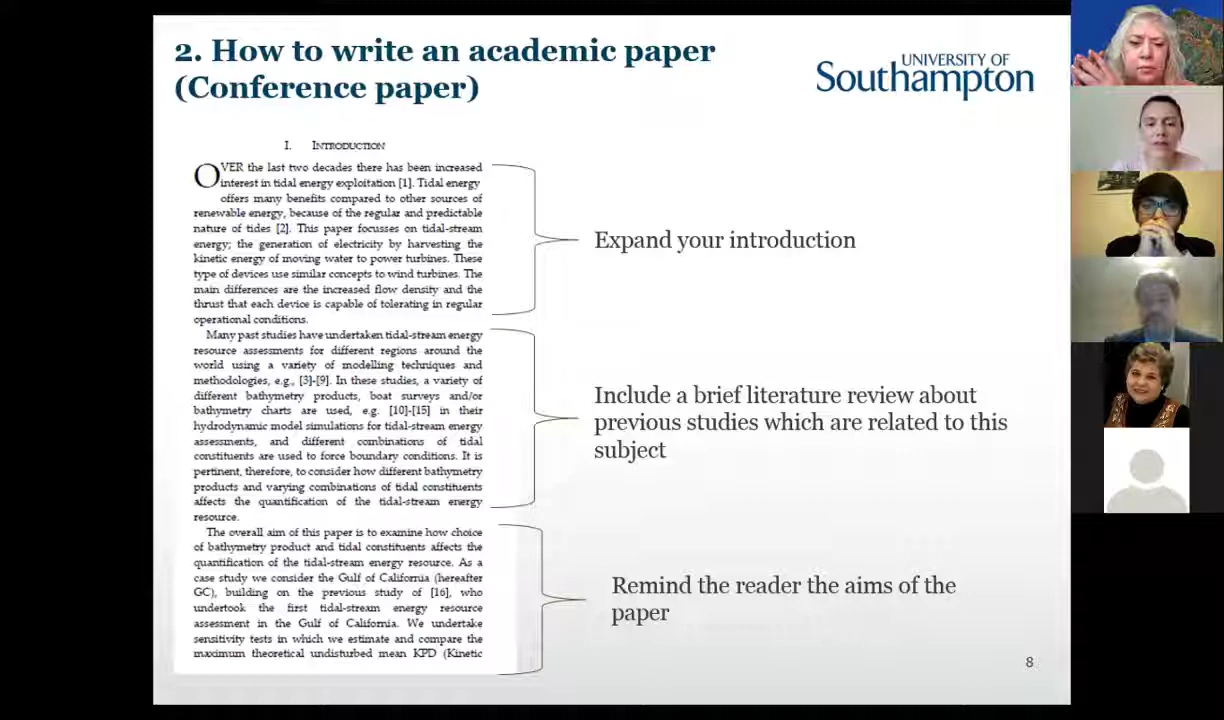 2. How to write an academic paper
(Conference paper)
UNIVERSITY OF
Southampton
I. INTRODUCTION
OVER the last two decades there has been increased
interest in tidal energy exploitation [1]. Tidal energy
offers many benefits compared to other sources of
renewable energy, because of the regular and predictable
nature of tides [2]. This paper focusses on tidal-stream
energy; the generation of electricity by harvesting the
kinetic energy of moving water to power turbines. These
type of devices use similar concepts to wind turbines. The
main differences are the increased flow density and the
thrust that each device is capable of tolerating in regular
operational conditions.
Many past studies have undertaken tidal-stream energy
resource assessments for different regions around the
world using a variety of modelling techniques and
methodologies, e.g., [3]-[9]. In these studies, a variety of
different bathymetry products, boat surveys and/or
bathymetry charts are used, e.g. [10]-[15] in their
hydrodynamic model simulations for tidal-stream energy
assessments, and different combinations of tidal
constituents are used to force boundary conditions. It is
pertinent, therefore, to consider how different bathymetry
products and varying combinations of tidal constituents
affects the quantification of the tidal-stream energy
resource.
The overall aim of this paper is to examine how choice
of bathymetry product and tidal constituents affects the
quantification of the tidal-stream energy resource. As a
case study we consider the Gulf of California (hereafter
GC), building on the previous study of [16], who
undertook the first tidal-stream energy resource
assessment in the Gulf of California. We undertake
sensitivity tests in which we estimate and compare the
maximum theoretical undisturbed mean KPD (Kinetic
Expand your introduction
Include a brief literature review about
previous studies which are related to this
subject
Remind the reader the aims of the
paper
8